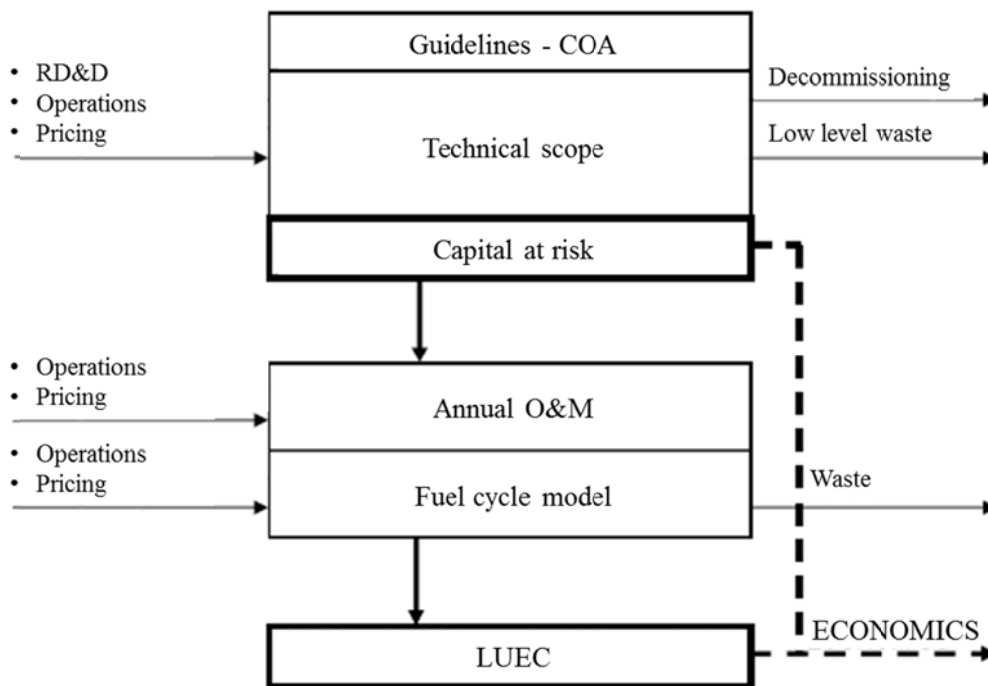 Guidelines - COA
• RD&D
• Operations
• Pricing
Technical scope
Decommissioning
Low level waste
Capital at risk
• Operations
• Pricing
Annual O&M
• Operations
• Pricing
Fuel cycle model
Waste
LUEC
ECONOMICS